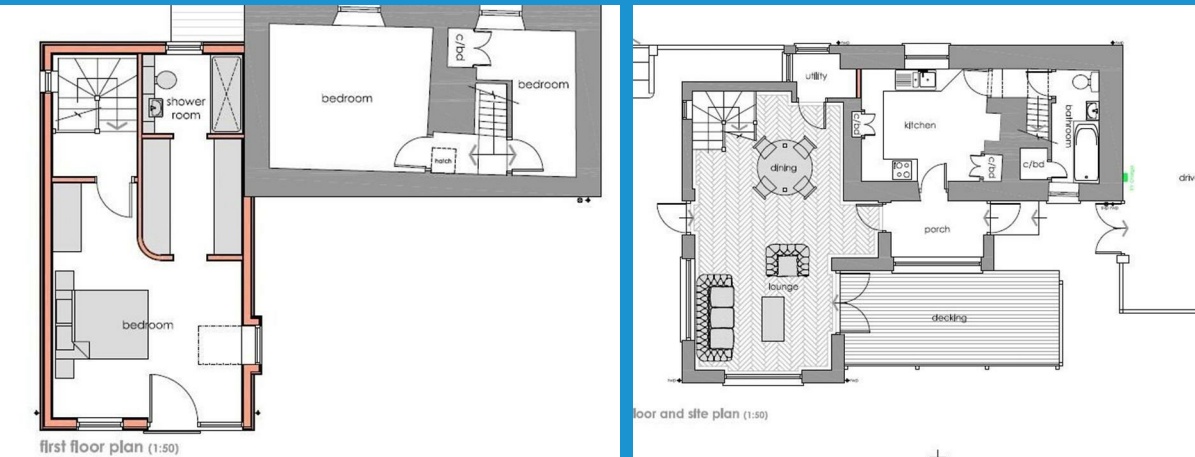 c/bd
bedroom
bedroom
shower
room
hatch
bedroom
first floor plan (1:50)
utility
kitchen
c/bd
bathroom
dining
c/bd
c/bd
driv
porch
lounge
decking
loor and site plan (1:50)